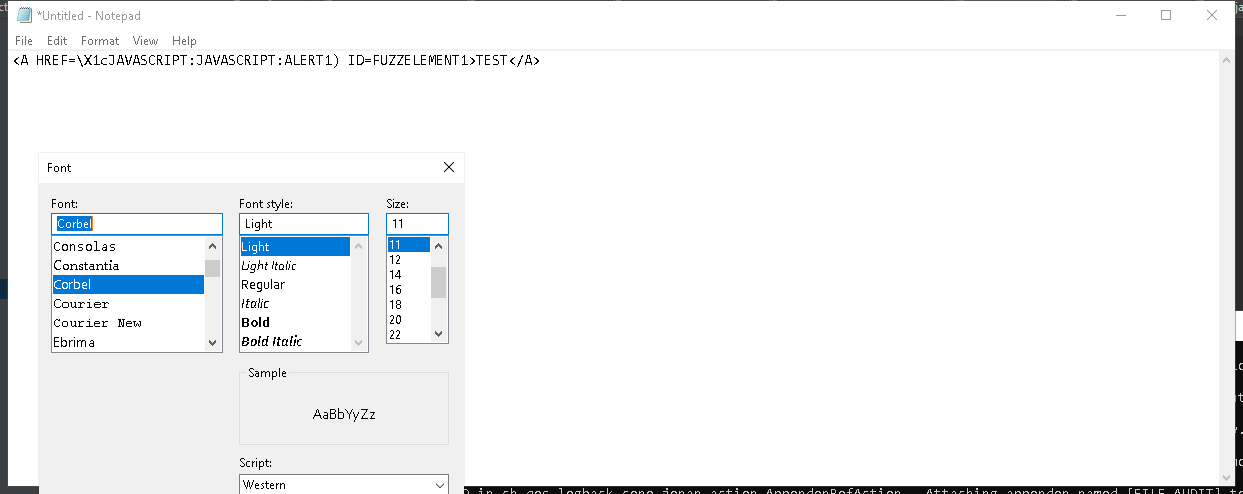 *Untitled - Notepad
File Edit Format View Help
<A HREF=\X1cJAVASCRIPT:JAVASCRIPT:ALERT1) ID=FUZZELEMENT1>TEST</A>
Font
Font: Font style: Size:
Corbel Light 11
Consolas Light 11
Constantia Light Italic 12
Corbel Regular 14
Courier Italic 16
Courier New Bold 18
Ebrima Bold Italic 20
22
Sample
AaBbYyZz
Script:
Western
in ch.qos.logback.core.joran.action.AppenderRefAction - Attaching appender named [FILE_AUDIT] t